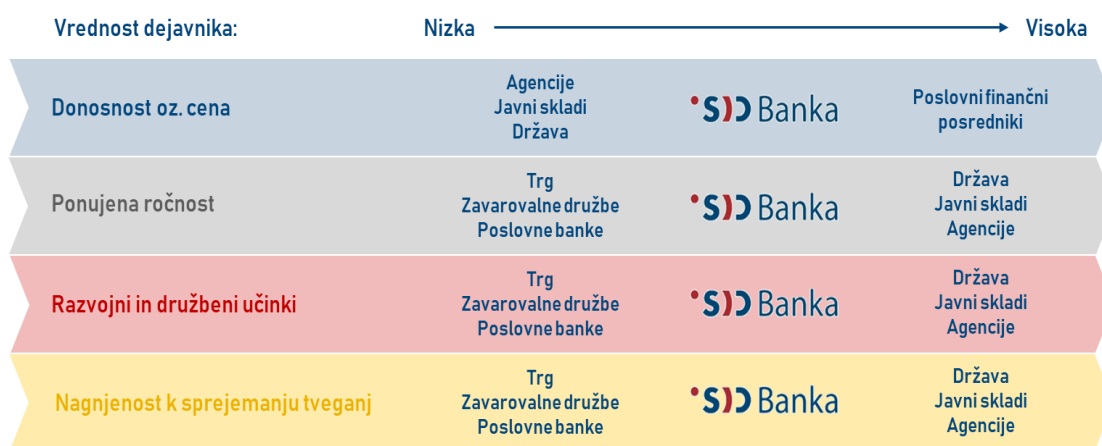 Vrednost dejavnika: Nizka Visoka
Donosnost oz. cena
Agencije
Javni skladi
Država
SID Banka
Poslovni finančni
posredniki
Ponujena ročnost
Trg
Zavarovalne družbe
Poslovne banke
SID Banka
Država
Javni skladi
Agencije
Razvojni in družbeni učinki
Trg
Zavarovalne družbe
Poslovne banke
SID Banka
Država
Javni skladi
Agencije
Nagnjenost k sprejemanju tveganj
Trg
Zavarovalne družbe
Poslovne banke
SID Banka
Država
Javni skladi
Agencije